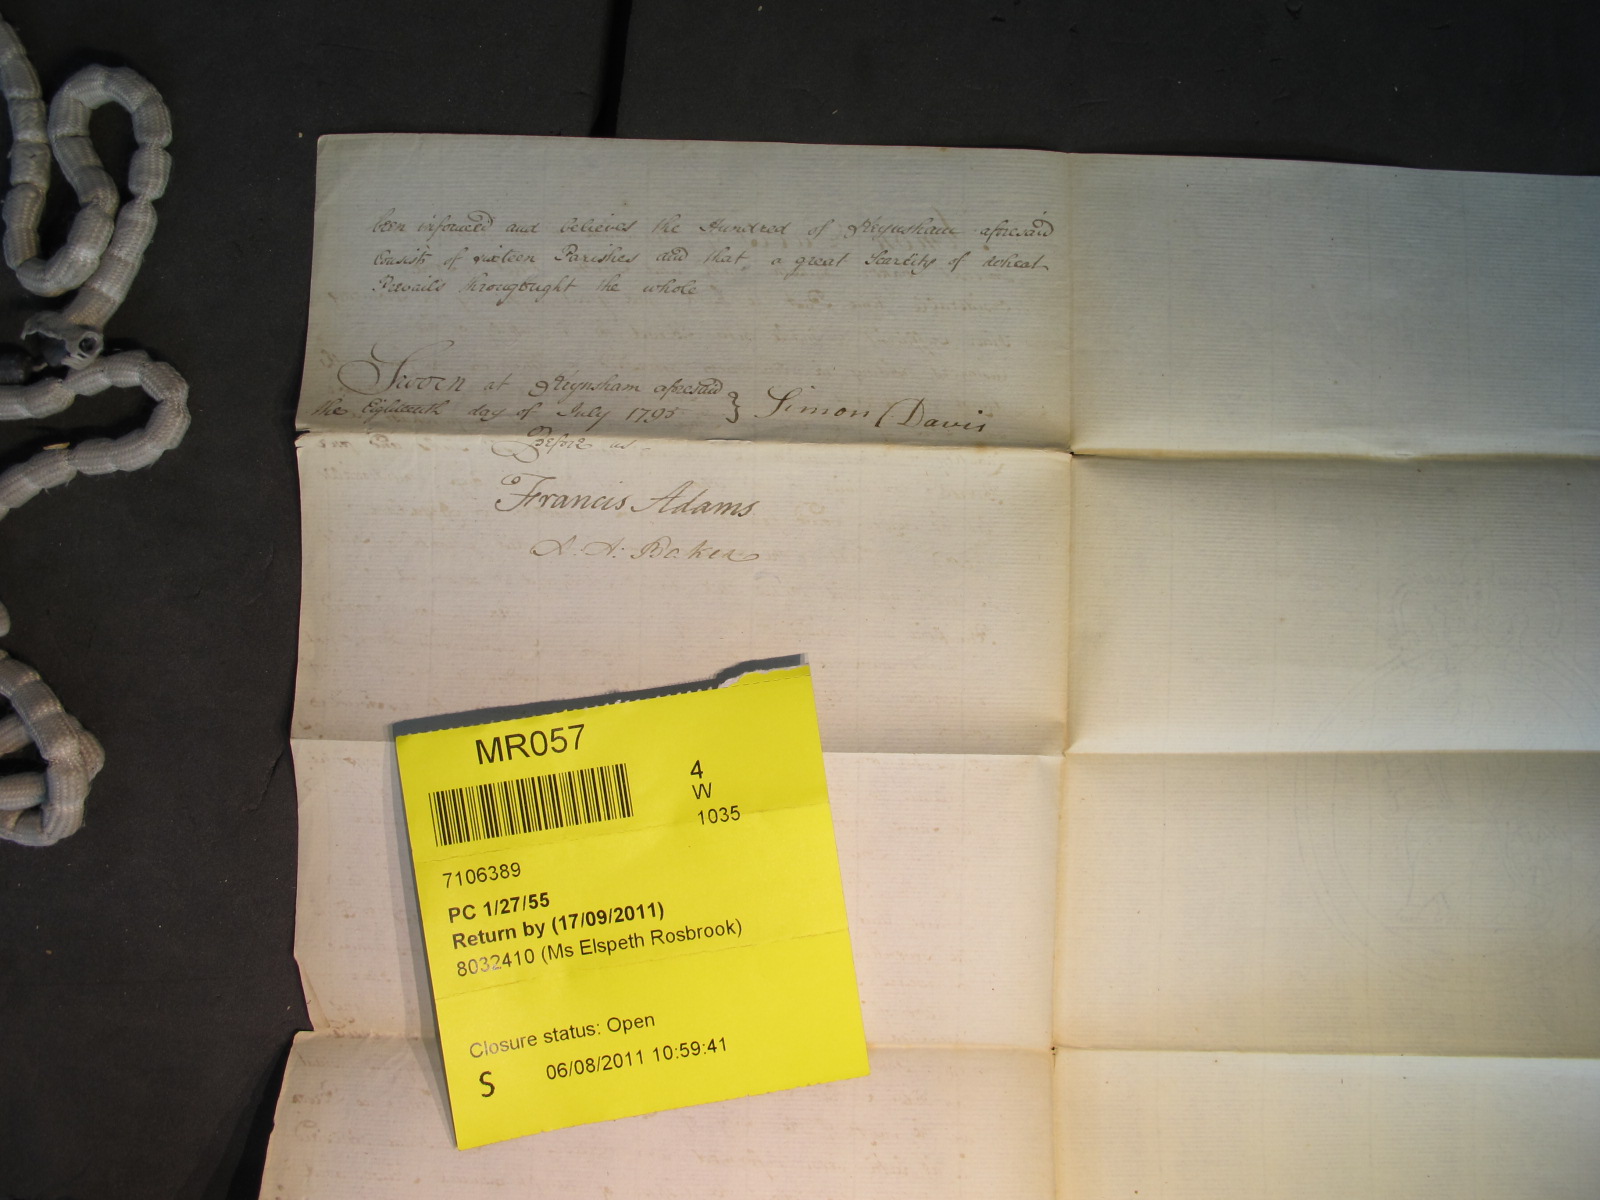 been informed and believes the Hundred of Keynsham aforesaid
Consists of sixteen Parishes and that a great Scarcity of wheat
Prevails througought the whole
Sworn at Keynsham aforesaid
the Eighteenth day of July 1795 } Simon Davis
Before us
Francis Adams
A. A: Baker
MR057
4
W
1035
7106389
PC 1/27/55
Return by (17/09/2011)
8032410 (Ms Elspeth Rosbrook)
Closure status: Open
S 06/08/2011 10:59:41